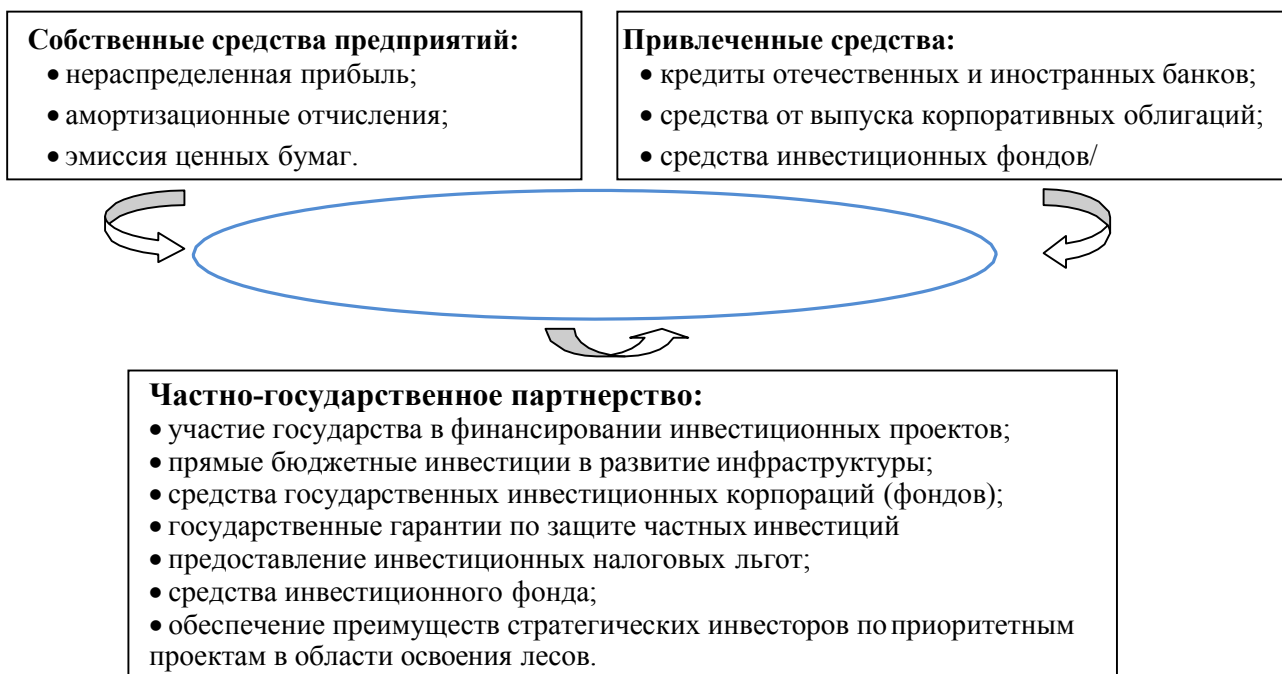 Собственные средства предприятий:
• нераспределенная прибыль;
• амортизационные отчисления;
• эмиссия ценных бумаг.
Привлеченные средства:
• кредиты отечественных и иностранных банков;
• средства от выпуска корпоративных облигаций;
• средства инвестиционных фондов/
Частно-государственное партнерство:
• участие государства в финансировании инвестиционных проектов;
• прямые бюджетные инвестиции в развитие инфраструктуры;
• средства государственных инвестиционных корпораций (фондов);
• государственные гарантии по защите частных инвестиций
• предоставление инвестиционных налоговых льгот;
• средства инвестиционного фонда;
• обеспечение преимуществ стратегических инвесторов по приоритетным
проектам в области освоения лесов.